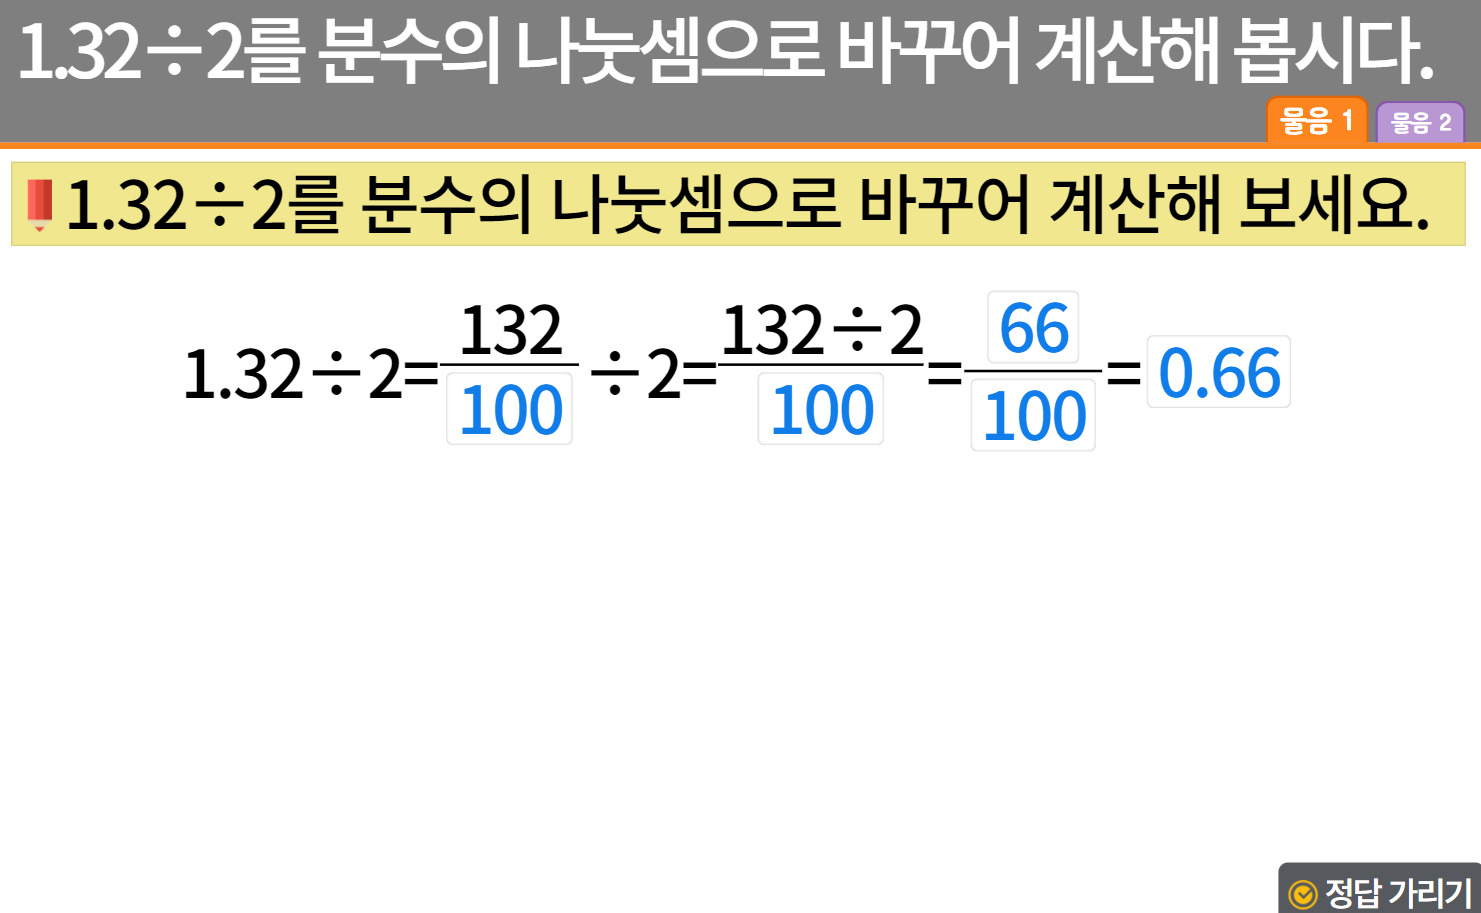 1.32÷2를 분수의 나눗셈으로 바꾸어 계산해 봅시다.
물음 1 물음 2
1.32÷2를 분수의 나눗셈으로 바꾸어 계산해 보세요.
1.32÷2=132/100÷2=132÷2/100=66/100=0.66
정답 가리기